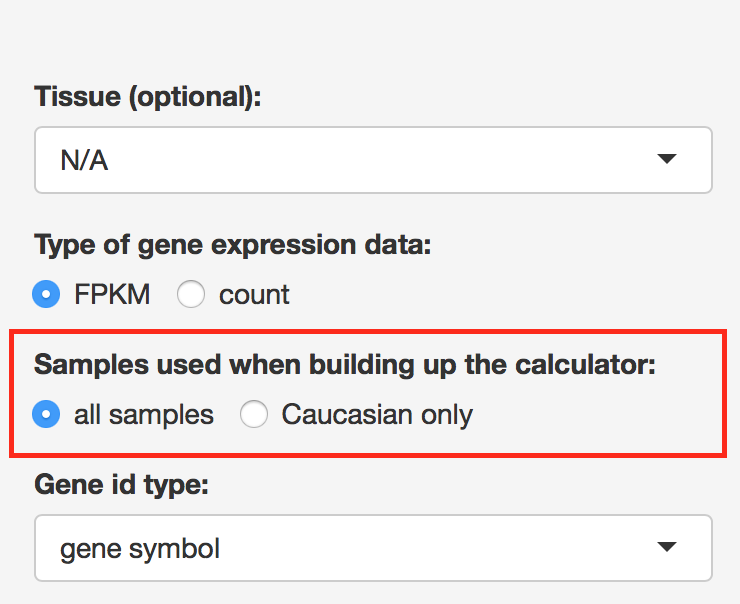 Tissue (optional):
N/A
Type of gene expression data:
FPKM count
Samples used when building up the calculator:
all samples Caucasian only
Gene id type:
gene symbol